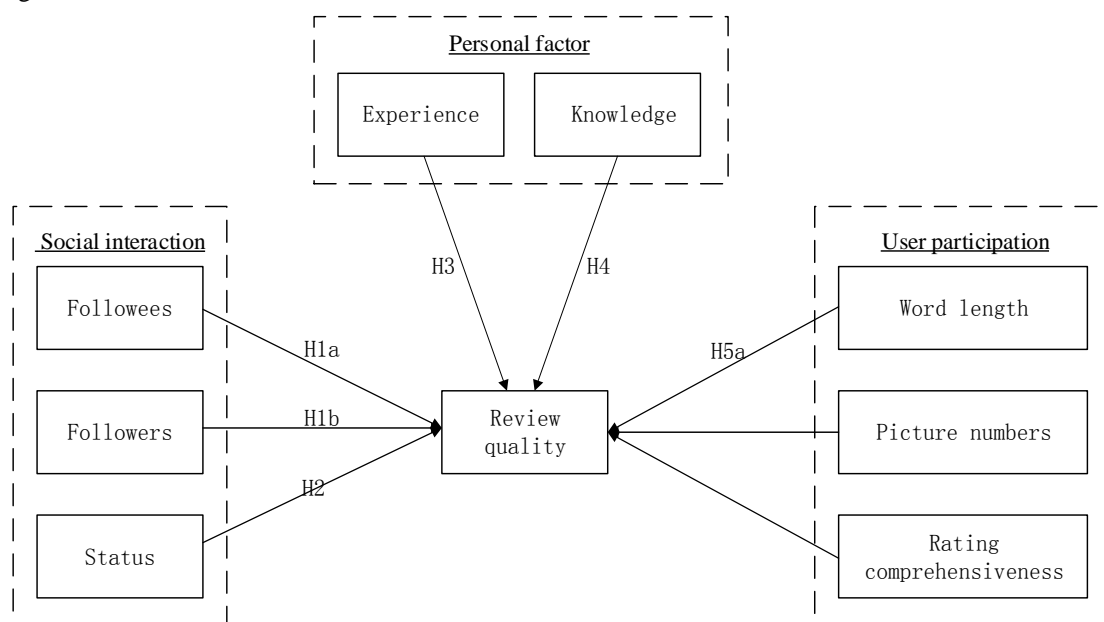 Personal factor
Experience
Knowledge
Social interaction
User participation
Followees
H3
H4
Word length
H1a
H5a
Followers
H1b
Review
quality
Picture numbers
H2
Status
Rating
comprehensiveness